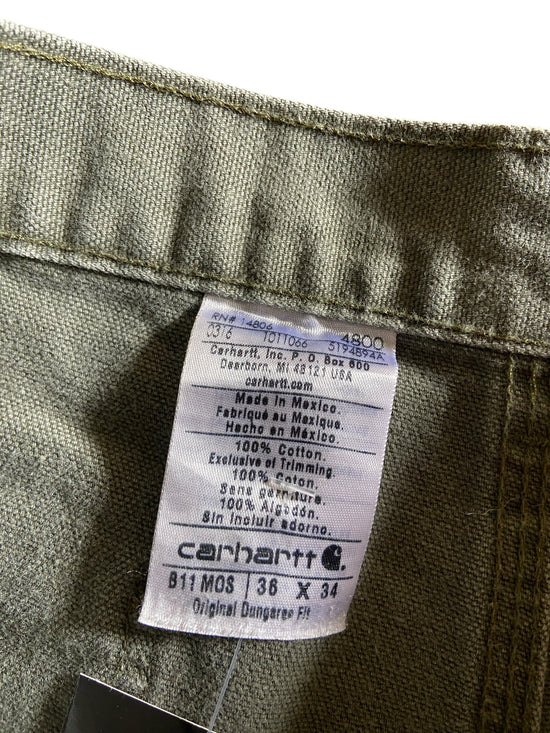 RN# 14806 4800
0316 1011066 5194894A
Carhartt, Inc. P.O. Box 600
Dearborn, MI 48121 USA
carhartt.com
Made in Mexico.
Fabriqué au Mexique.
Hecho en México.
100% Cotton.
Exclusive of Trimming.
100% Coton.
Sans garniture.
100% Algodón.
Sin incluir adorno.
carhartt
B11 MOS 36 X 34
Original Dungaree Fit